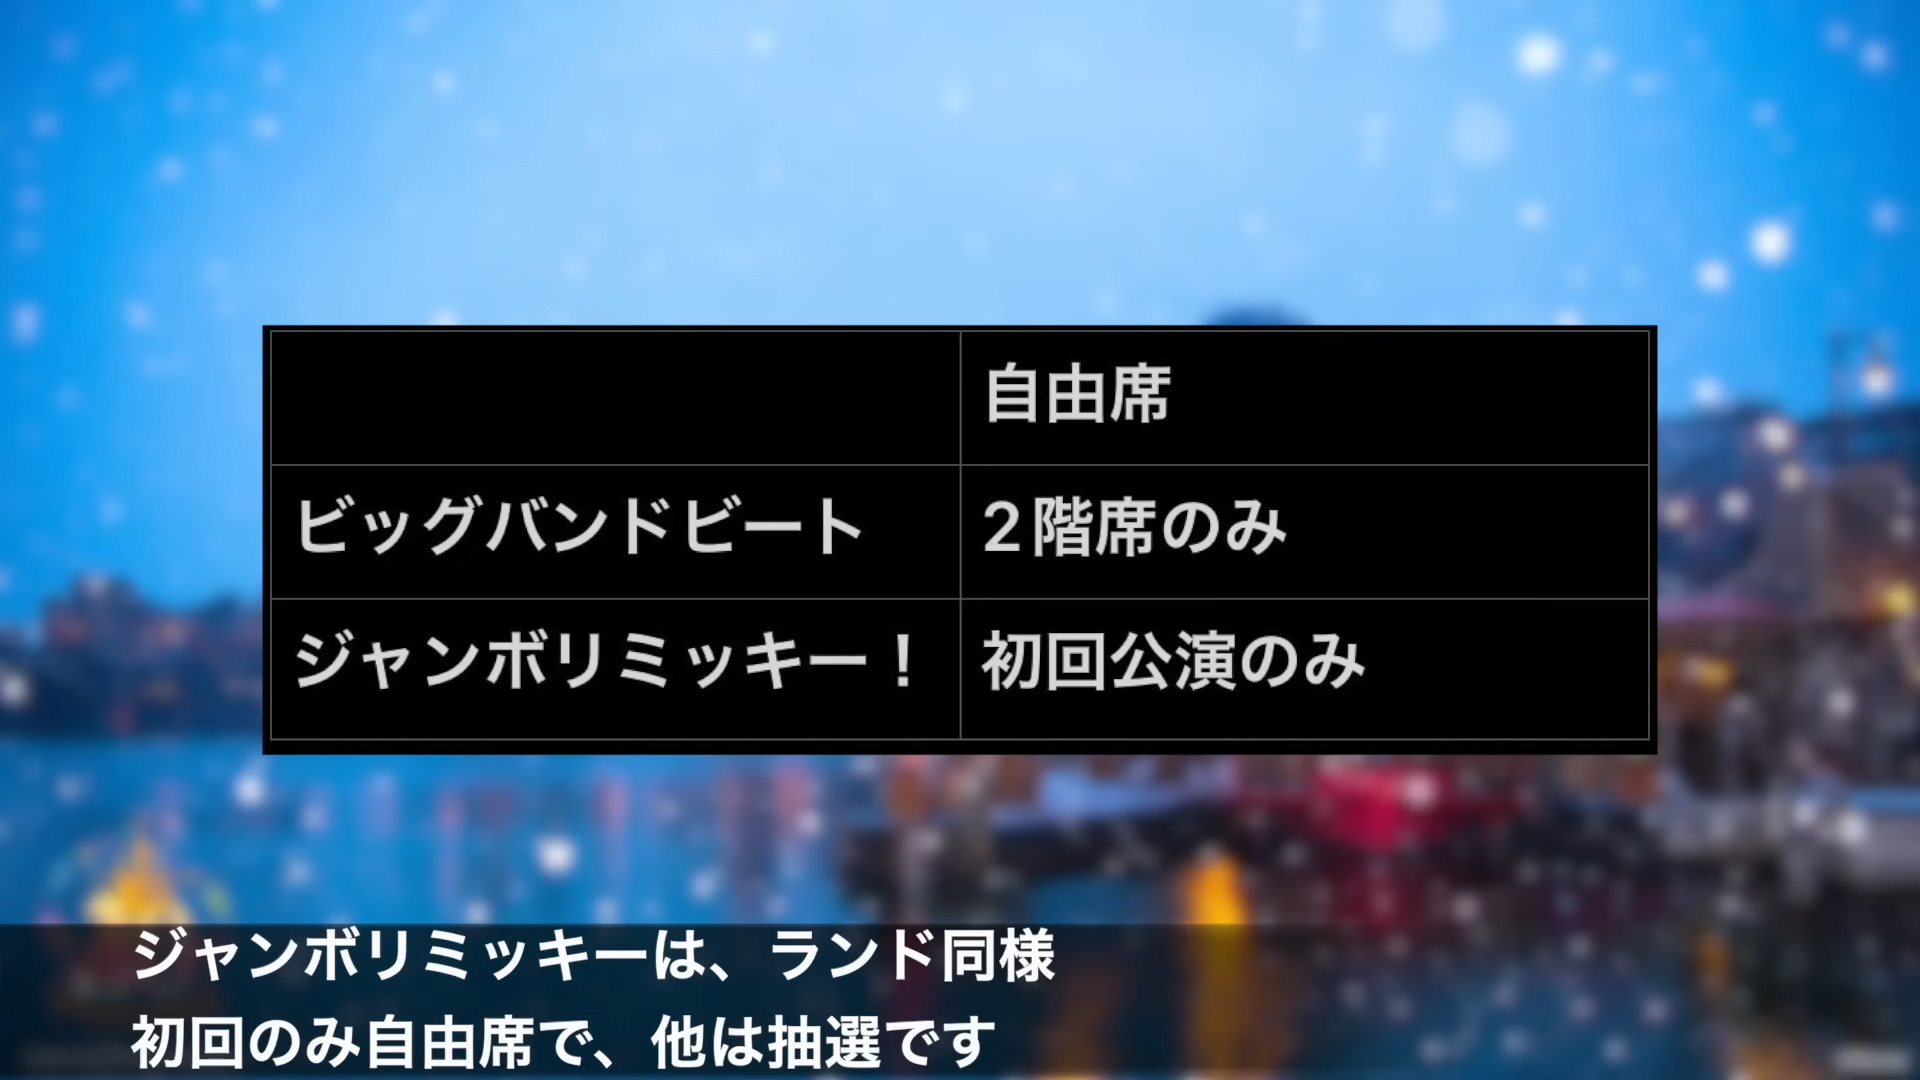 自由席
ビッグバンドビート 2階席のみ
ジャンボリミッキー！ 初回公演のみ
ジャンボリミッキーは、ランド同様
初回のみ自由席で、他は抽選です